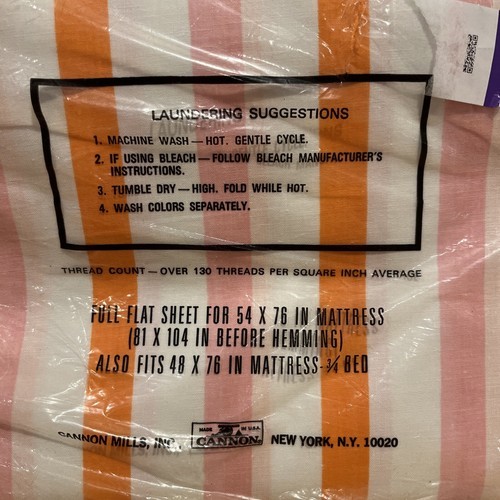 LAUNDERING SUGGESTIONS
1. MACHINE WASH — HOT. GENTLE CYCLE.
2. IF USING BLEACH — FOLLOW BLEACH MANUFACTURER'S
INSTRUCTIONS.
3. TUMBLE DRY — HIGH. FOLD WHILE HOT.
4. WASH COLORS SEPARATELY.
THREAD COUNT — OVER 130 THREADS PER SQUARE INCH AVERAGE
FULL FLAT SHEET FOR 54 X 76 IN MATTRESS
(81 X 104 IN BEFORE HEMMING)
ALSO FITS 48 X 76 IN MATTRESS-3/4 BED
CANNON MILLS, INC. MADE IN U.S.A. CANNON NEW YORK, N.Y. 10020